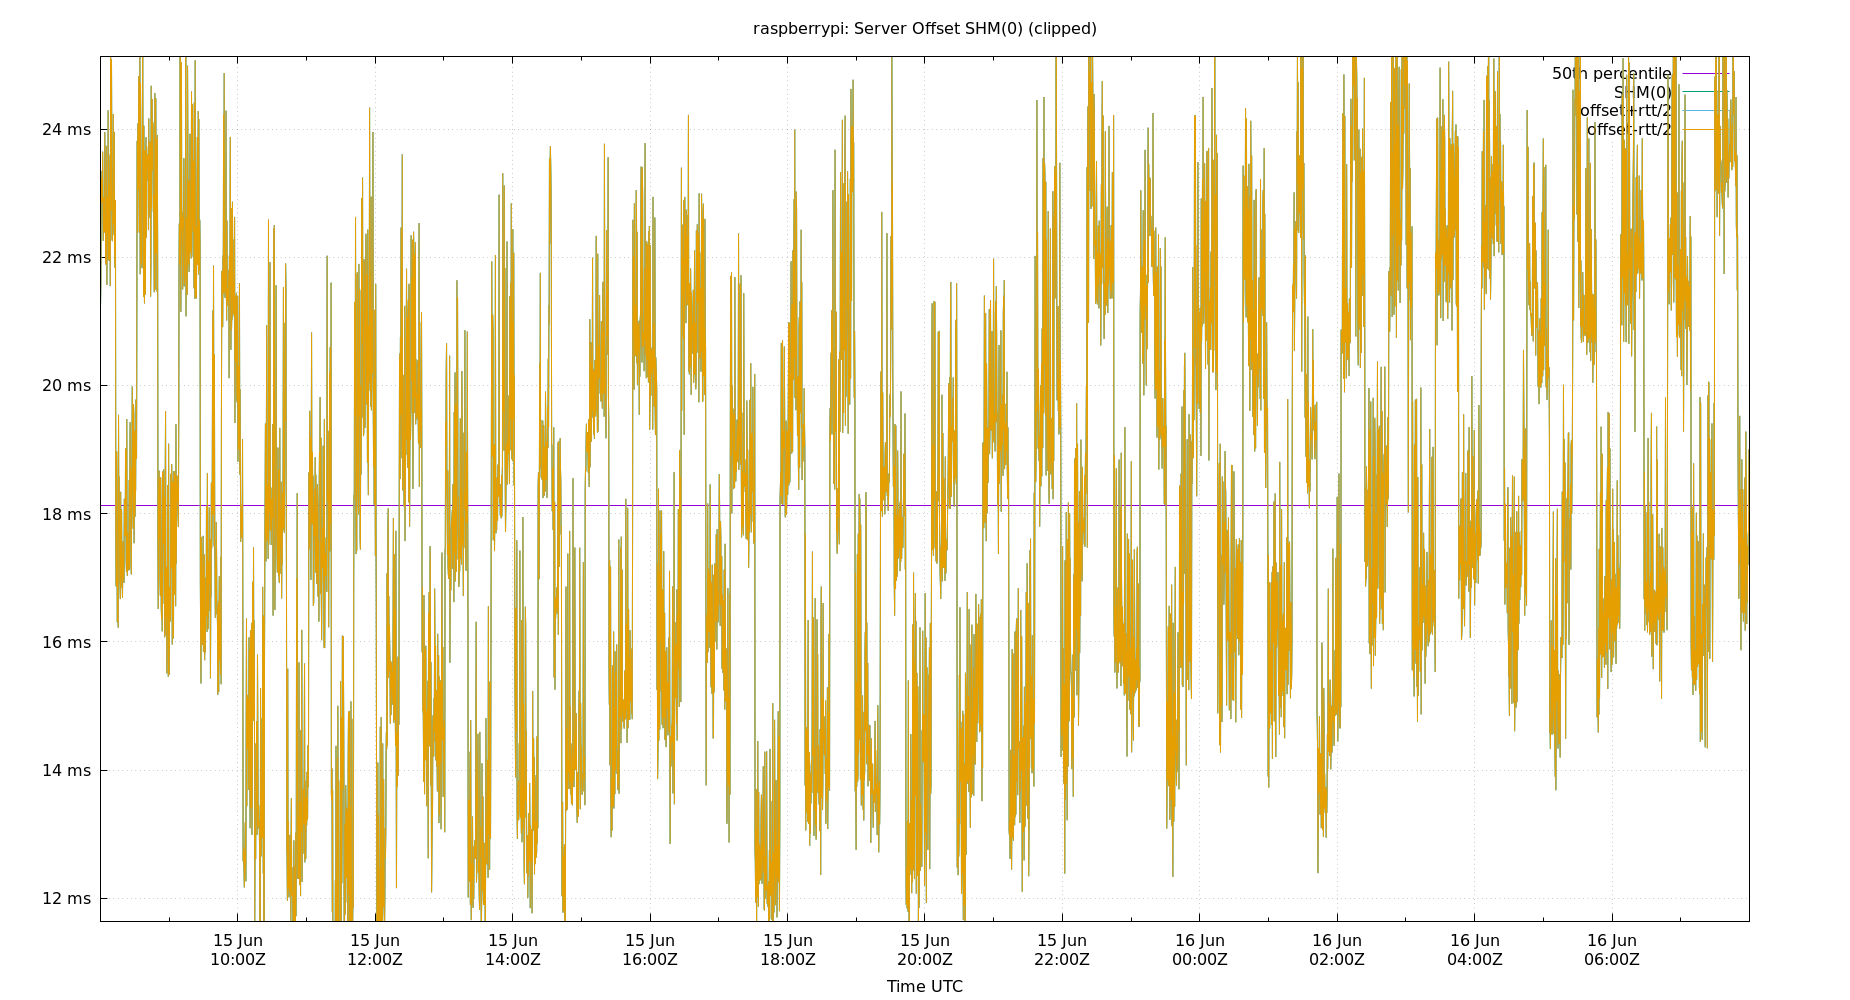 raspberrypi: Server Offset SHM(0) (clipped)
50th percentile
SHM(0)
offset+rtt/2
offset-rtt/2
24 ms
22 ms
20 ms
18 ms
16 ms
14 ms
12 ms
15 Jun 15 Jun 15 Jun 15 Jun 15 Jun 15 Jun 15 Jun 16 Jun 16 Jun 16 Jun 16 Jun
10:00Z 12:00Z 14:00Z 16:00Z 18:00Z 20:00Z 22:00Z 00:00Z 02:00Z 04:00Z 06:00Z
Time UTC